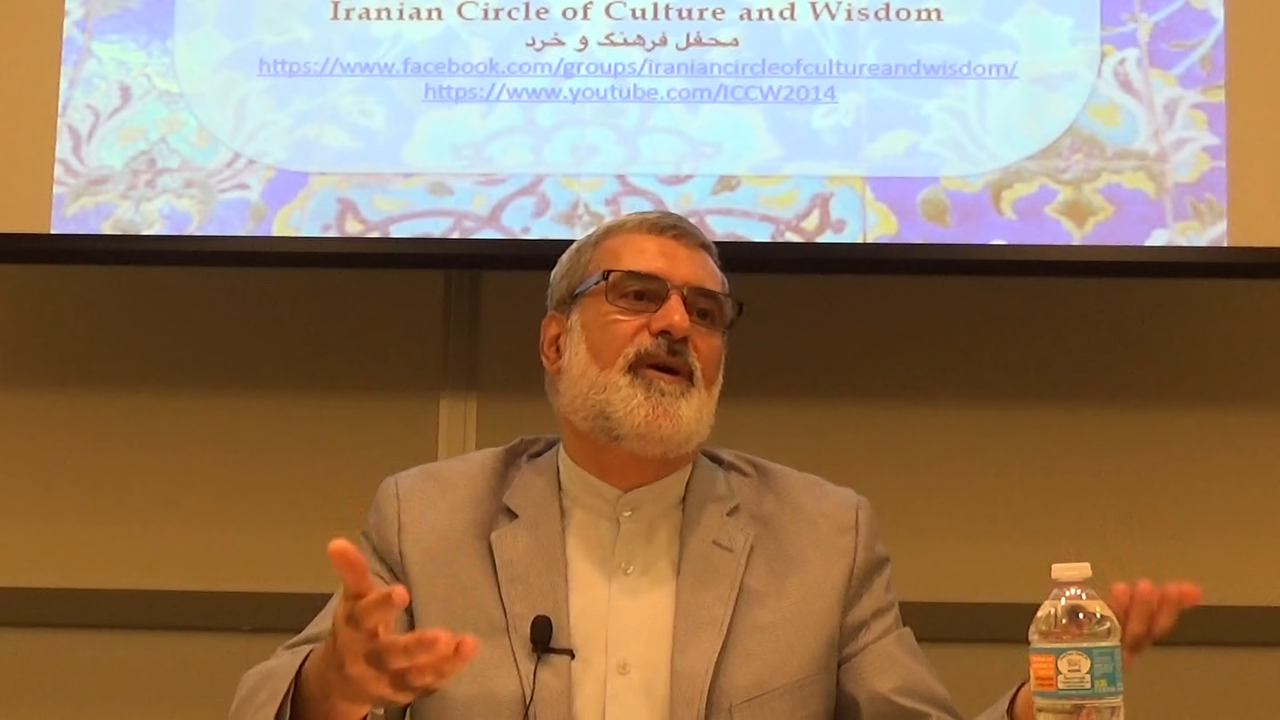 Iranian Circle of Culture and Wisdom
محفل فرهنگ و خرد
https://www.facebook.com/groups/iraniancircleofcultureandwisdom/
https://www.youtube.com/ICCW2014